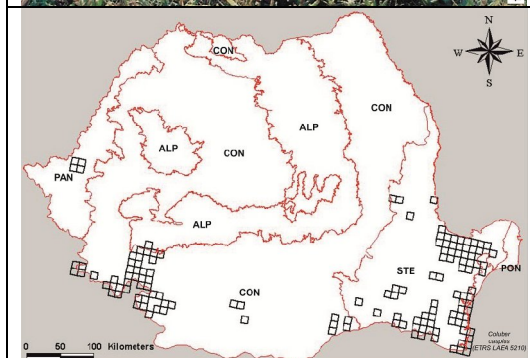 N
W E
S
CON
CON
ALP
ALP
CON
PAN
ALP
STE
PON
CON
Coluber
caspius
(ETRS LAEA 5210)
0 50 100 Kilometers